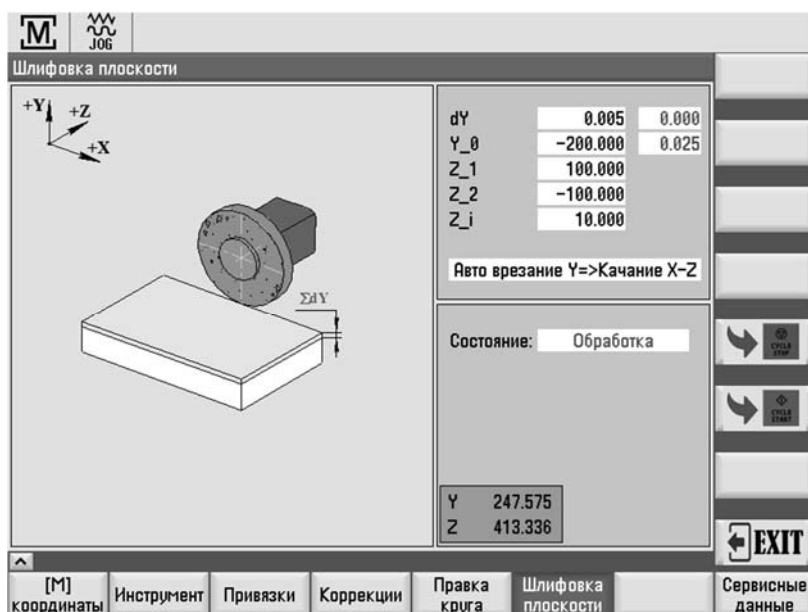 M
JOG
Шлифовка плоскости
+Y
+Z
+X
ΣdY
dY 0.005 0.000
Y_0 -200.000 0.025
Z_1 100.000
Z_2 -100.000
Z_i 10.000
Авто врезание Y=>Качание X-Z
Состояние: Обработка
CYCLE
STOP
CYCLE
START
Y 247.575
Z 413.336
EXIT
[M]
координаты
Инструмент
Привязки
Коррекции
Правка
круга
Шлифовка
плоскости
Сервисные
данные